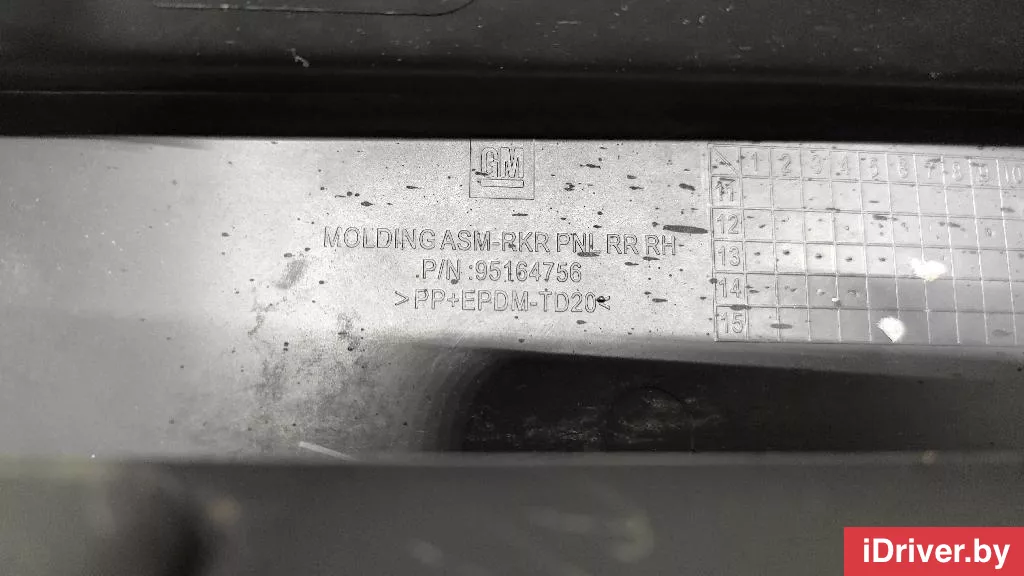 GM
MOLDING ASM-RKR PNL RR RH
P/N :95164756
>PP+EPDM-TD20<
1 2 3 4 5 6 7 8 9 10
11
12
13
14
15
iDriver.by